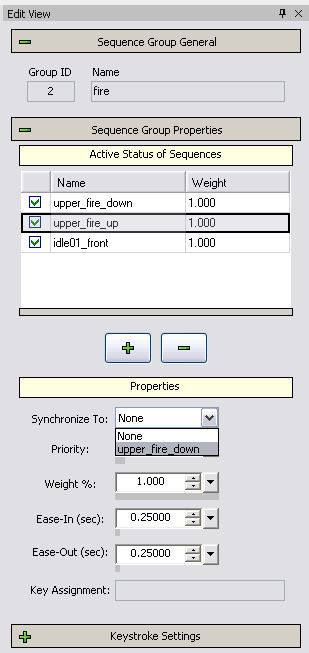 Edit View
Sequence Group General
Group ID Name
2 fire
Sequence Group Properties
Active Status of Sequences
Name Weight
upper_fire_down 1.000
upper_fire_up 1.000
idle01_front 1.000
Properties
Synchronize To: None
None
Priority: upper_fire_down
Weight %: 1.000
Ease-In (sec): 0.25000
Ease-Out (sec): 0.25000
Key Assignment:
Keystroke Settings